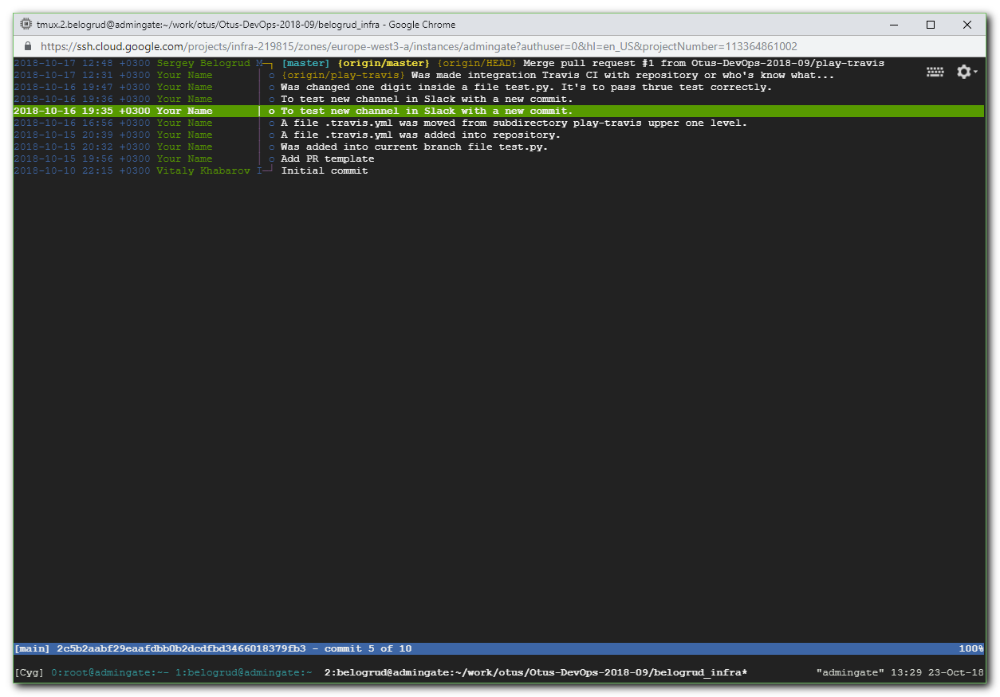 tmux.2.belogrud@admingate:~/work/otus/Otus-DevOps-2018-09/belogrud_infra - Google Chrome
https://ssh.cloud.google.com/projects/infra-219815/zones/europe-west3-a/instances/admingate?authuser=0&hl=en_US&projectNumber=113364861002
2018-10-17 12:48 +0300 Sergey Belogrud M─┐ [master] {origin/master} {origin/HEAD} Merge pull request #1 from Otus-DevOps-2018-09/play-travis
2018-10-17 12:31 +0300 Your Name │ o {origin/play-travis} Was made integration Travis CI with repository or who's know what...
2018-10-16 19:47 +0300 Your Name │ o Was changed one digit inside a file test.py. It's to pass thrue test correctly.
2018-10-16 19:36 +0300 Your Name │ o To test new channel in Slack with a new commit.
2018-10-16 19:35 +0300 Your Name │ o To test new channel in Slack with a new commit.
2018-10-16 16:56 +0300 Your Name │ o A file .travis.yml was moved from subdirectory play-travis upper one level.
2018-10-15 20:39 +0300 Your Name │ o A file .travis.yml was added into repository.
2018-10-15 20:32 +0300 Your Name │ o Was added into current branch file test.py.
2018-10-15 19:56 +0300 Your Name │ o Add PR template
2018-10-10 22:15 +0300 Vitaly Khabarov I─┘ Initial commit
[main] 2c5b2aabf29eaafdbb0b2dcdfbd3466018379fb3 - commit 5 of 10 100%
[Cyg] 0:root@admingate:~- 1:belogrud@admingate:~ 2:belogrud@admingate:~/work/otus/Otus-DevOps-2018-09/belogrud_infra* "admingate" 13:29 23-Oct-18